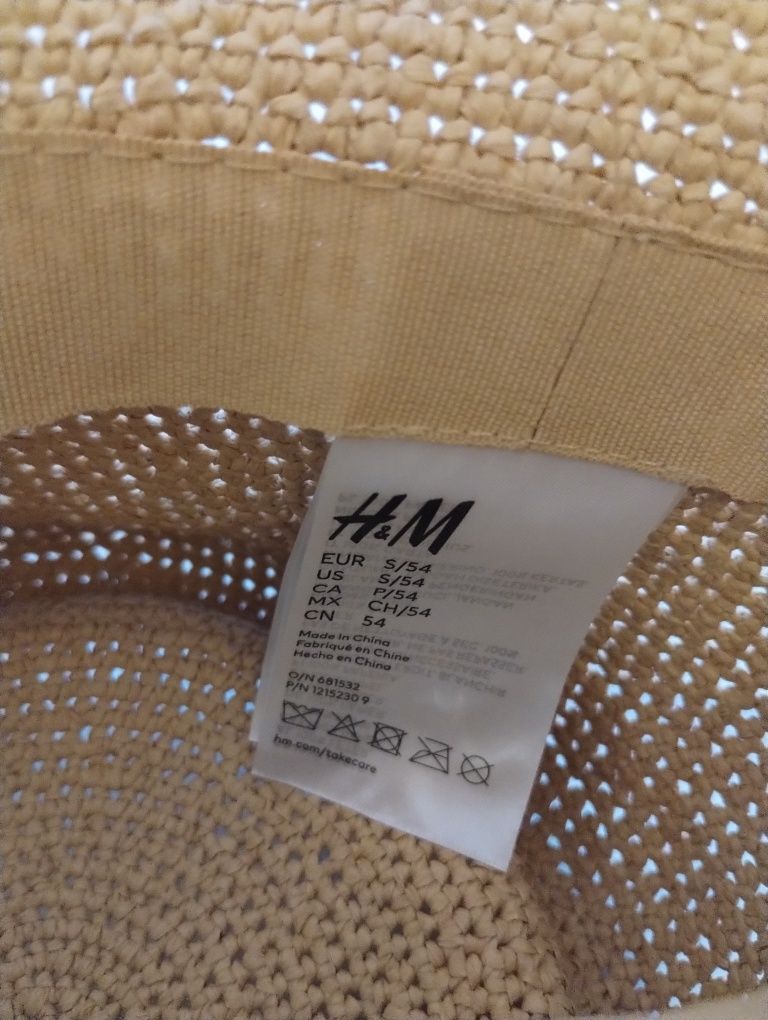 H&M
EUR S/54
US S/54
CA P/54
MX CH/54
CN 54
Made in China
Fabriqué en Chine
Hecho en China
O/N 681532
P/N 1215230 9
hm.com/takecare